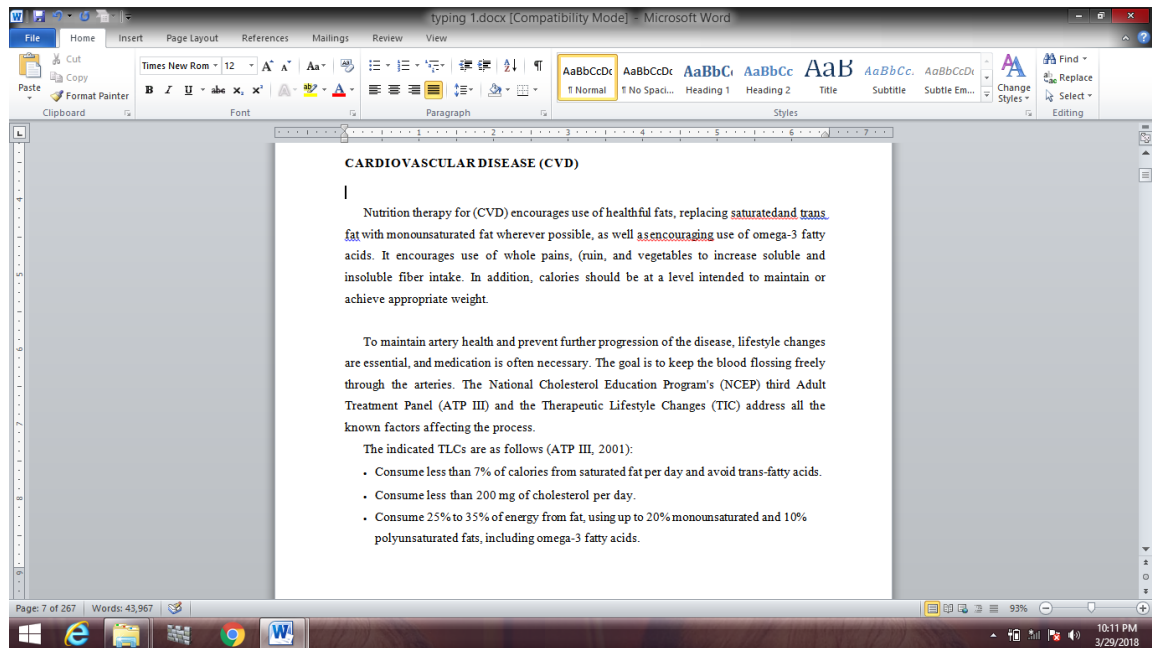 typing 1.docx [Compatibility Mode] - Microsoft Word
File Home Insert Page Layout References Mailings Review View
Cut
Copy
Format Painter
Paste
Clipboard
Times New Rom 12
Font
Paragraph
AaBbCcDc AaBbCcDc AaBbC AaBbCc AaB AaBbCc. AaBbCcDc
¶ Normal ¶ No Spaci... Heading 1 Heading 2 Title Subtitle Subtle Em...
Change Styles
Styles
Find
Replace
Select
Editing
CARDIOVASCULAR DISEASE (CVD)
Nutrition therapy for (CVD) encourages use of healthful fats, replacing saturatedand trans
fat with monounsaturated fat wherever possible, as well asencouraging use of omega-3 fatty
acids. It encourages use of whole pains, (ruin, and vegetables to increase soluble and
insoluble fiber intake. In addition, calories should be at a level intended to maintain or
achieve appropriate weight.
To maintain artery health and prevent further progression of the disease, lifestyle changes
are essential, and medication is often necessary. The goal is to keep the blood flossing freely
through the arteries. The National Cholesterol Education Program's (NCEP) third Adult
Treatment Panel (ATP III) and the Therapeutic Lifestyle Changes (TIC) address all the
known factors affecting the process.
The indicated TLCs are as follows (ATP III, 2001):
• Consume less than 7% of calories from saturated fat per day and avoid trans-fatty acids.
• Consume less than 200 mg of cholesterol per day.
• Consume 25% to 35% of energy from fat, using up to 20% monounsaturated and 10%
polyunsaturated fats, including omega-3 fatty acids.
Page: 7 of 267 Words: 43,967 93%
10:11 PM
3/29/2018